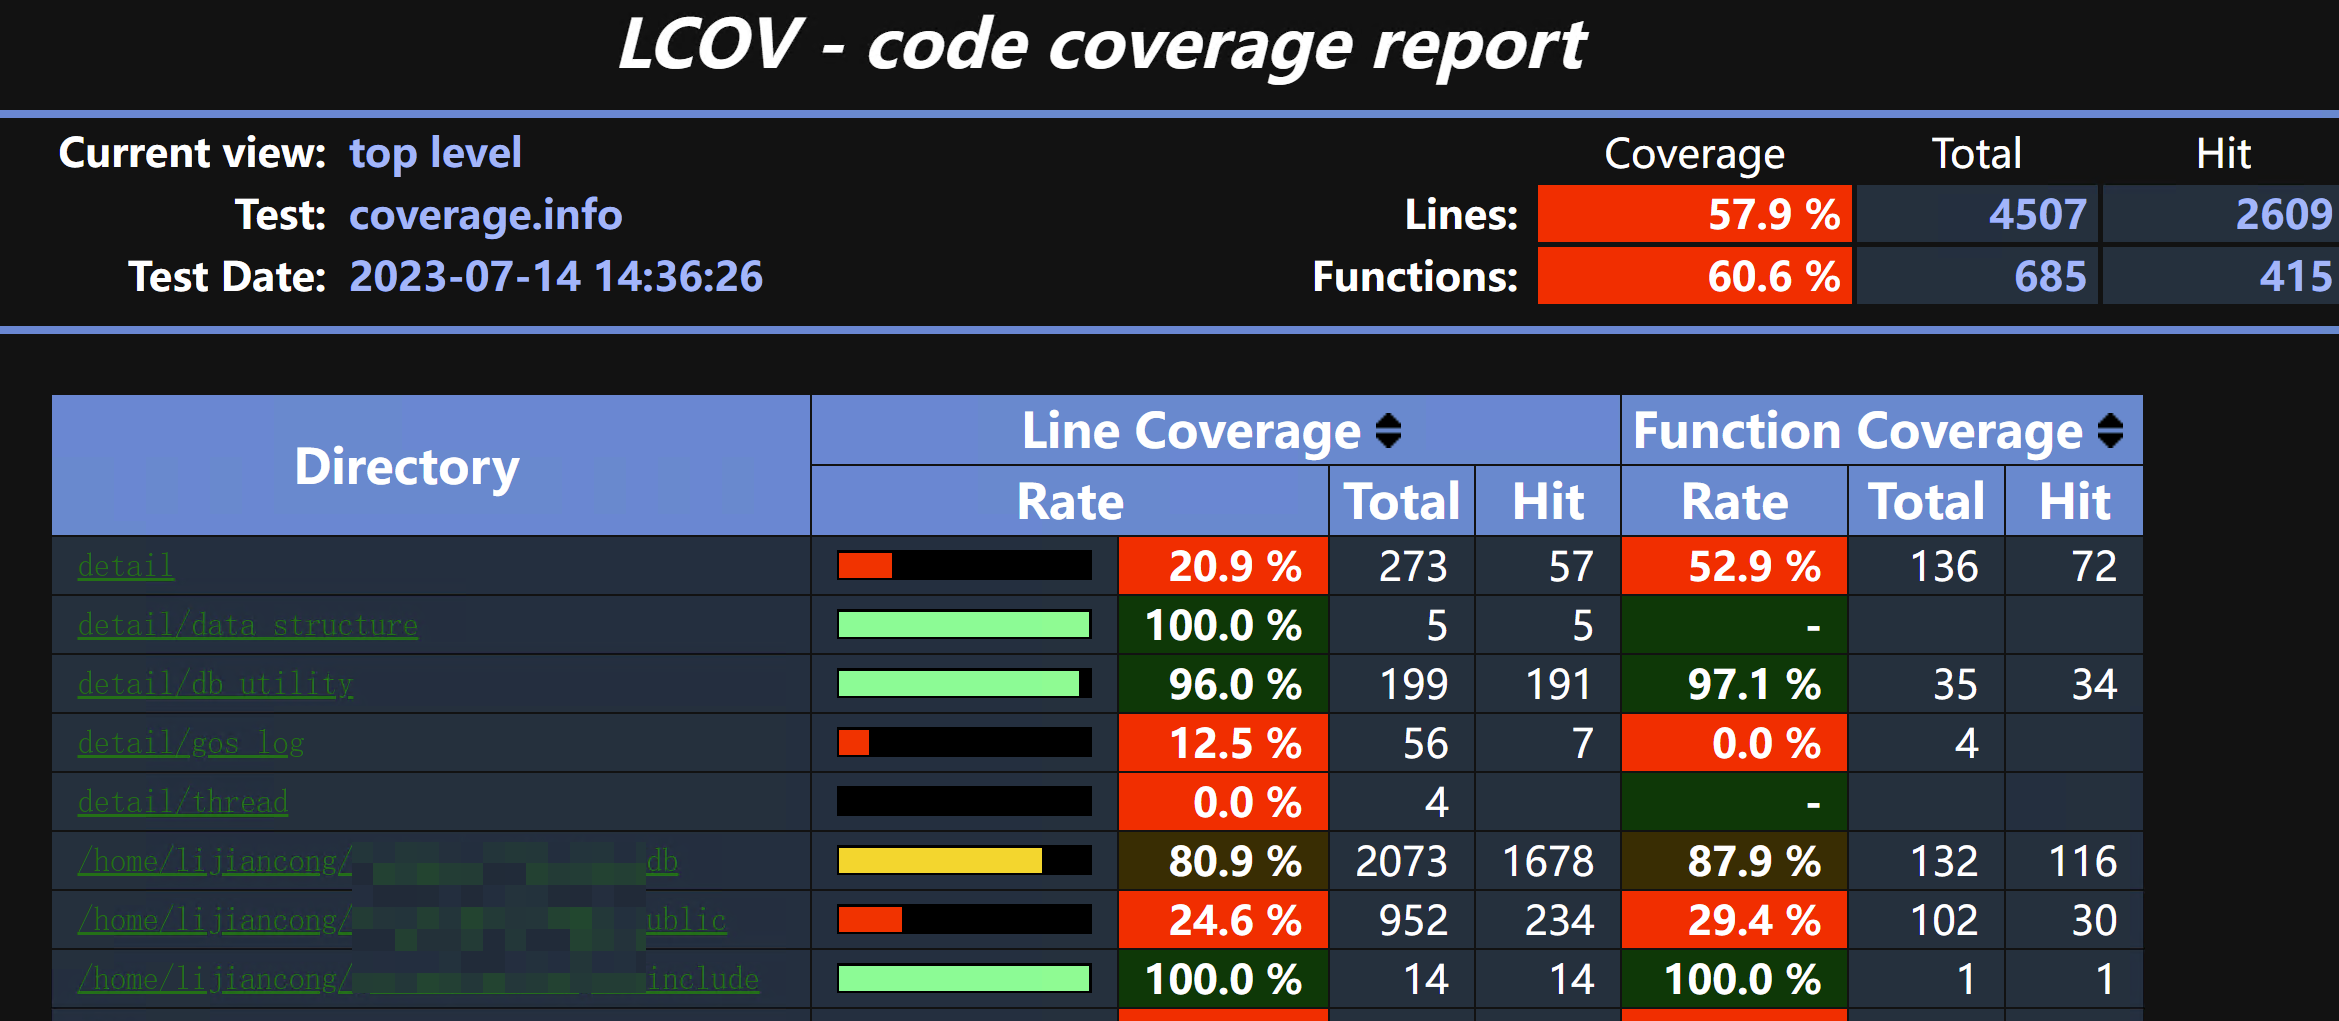 LCOV - code coverage report
Current view: top level
Coverage Total Hit
Test: coverage.info
Lines: 57.9 % 4507 2609
Test Date: 2023-07-14 14:36:26
Functions: 60.6 % 685 415
Directory Line Coverage Function Coverage
Rate Total Hit Rate Total Hit
detail 20.9 % 273 57 52.9 % 136 72
detail/data_structure 100.0 % 5 5 -
detail/db_utility 96.0 % 199 191 97.1 % 35 34
detail/gos_log 12.5 % 56 7 0.0 % 4
detail/thread 0.0 % 4 -
/home/lijiancong/ db 80.9 % 2073 1678 87.9 % 132 116
/home/lijiancong/ ublic 24.6 % 952 234 29.4 % 102 30
/home/lijiancong/ include 100.0 % 14 14 100.0 % 1 1